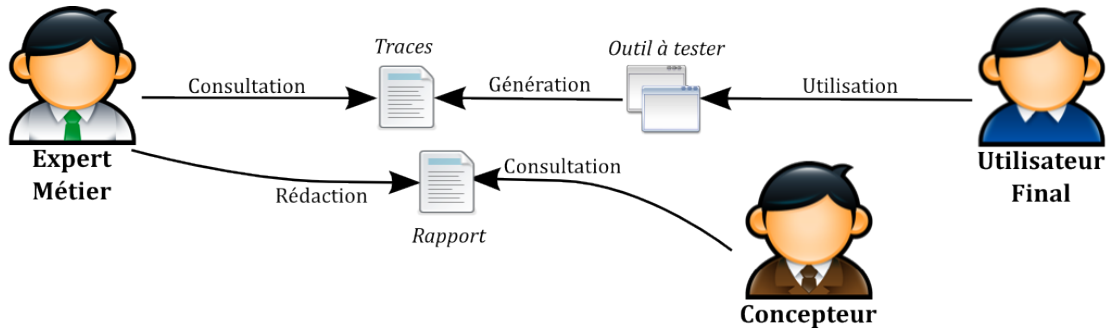 Traces
Outil à tester
Consultation
Génération
Utilisation
Expert
Métier
Consultation
Utilisateur
Final
Rédaction
Rapport
Concepteur